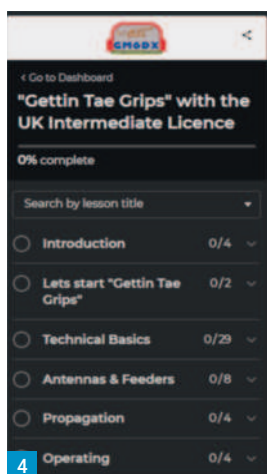 GM6DX
< Go to Dashboard
"Gettin Tae Grips" with the
UK Intermediate Licence
0% complete
Search by lesson title
Introduction 0/4
Lets start "Gettin Tae 0/2
Grips"
Technical Basics 0/29
Antennas & Feeders 0/8
Propagation 0/4
Operating 0/4
4